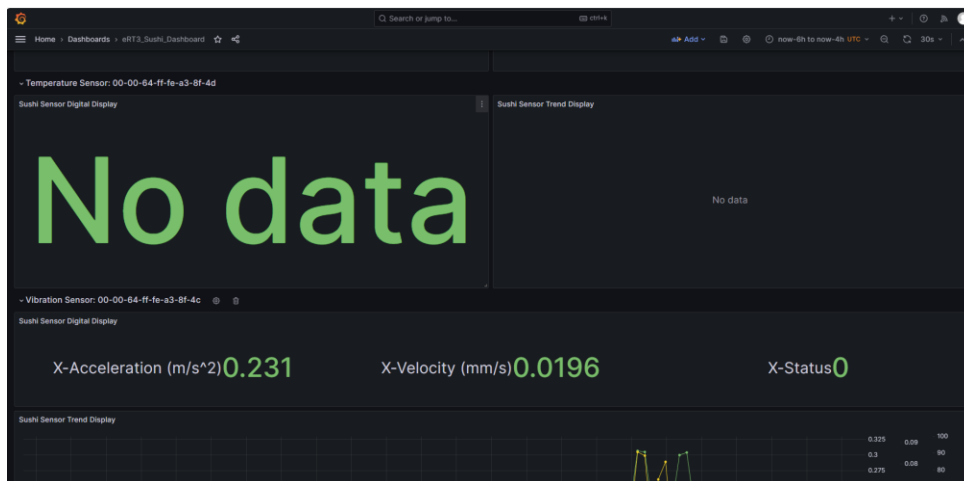 Search or jump to...
ctrl+k
Home › Dashboards › eRT3_Sushi_Dashboard
Add
now-6h to now-4h UTC
30s
Temperature Sensor: 00-00-64-ff-fe-a3-8f-4d
Sushi Sensor Digital Display
Sushi Sensor Trend Display
No data
No data
Vibration Sensor: 00-00-64-ff-fe-a3-8f-4c
Sushi Sensor Digital Display
X-Acceleration (m/s^2)0.231
X-Velocity (mm/s)0.0196
X-Status0
Sushi Sensor Trend Display
0.325 0.09 100
0.3 90
0.275 0.08 80